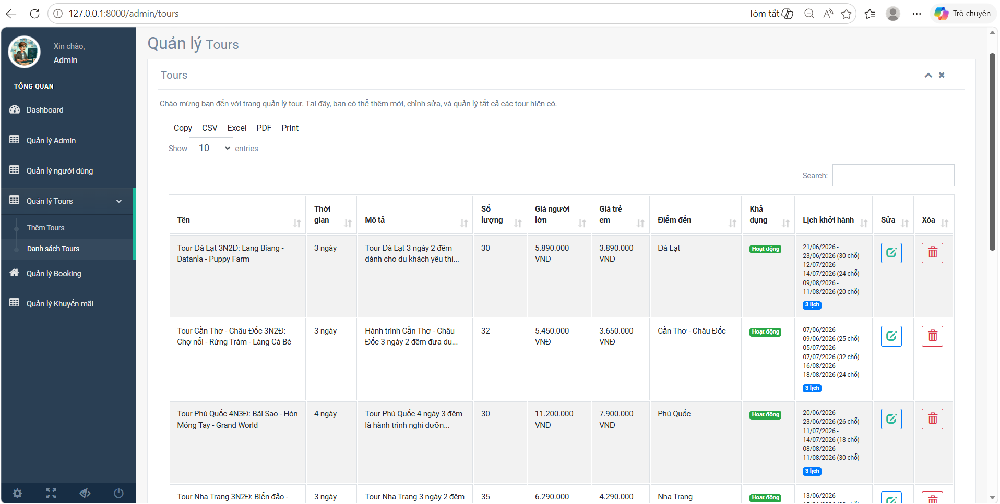 127.0.0.1:8000/admin/tours
Tóm tắt
Trò chuyện
Xin chào,
Admin
TỔNG QUAN
Dashboard
Quản lý Admin
Quản lý người dùng
Quản lý Tours
Thêm Tours
Danh sách Tours
Quản lý Booking
Quản lý Khuyến mãi
Quản lý Tours
Tours
Chào mừng bạn đến với trang quản lý tour. Tại đây, bạn có thể thêm mới, chỉnh sửa, và quản lý tất cả các tour hiện có.
Copy CSV Excel PDF Print
Show 10 entries
Search:
Tên
Thời
gian
Mô tả
Số
lượng
Giá người
lớn
Giá trẻ
em
Điểm đến
Khả
dụng
Lịch khởi hành
Sửa
Xóa
Tour Đà Lạt 3N2Đ: Lang Biang -
Datanla - Puppy Farm
3 ngày
Tour Đà Lạt 3 ngày 2 đêm
dành cho du khách yêu thí...
30
5.890.000
VNĐ
3.890.000
VNĐ
Đà Lạt
Hoạt động
21/06/2026 -
23/06/2026 (30 chỗ)
12/07/2026 -
14/07/2026 (24 chỗ)
09/08/2026 -
11/08/2026 (20 chỗ)
3 lịch
Tour Cần Thơ - Châu Đốc 3N2Đ:
Chợ nổi - Rừng Tràm - Làng Cá Bè
3 ngày
Hành trình Cần Thơ - Châu
Đốc 3 ngày 2 đêm đưa du...
32
5.450.000
VNĐ
3.650.000
VNĐ
Cần Thơ - Châu Đốc
Hoạt động
07/06/2026 -
09/06/2026 (25 chỗ)
05/07/2026 -
07/07/2026 (32 chỗ)
16/08/2026 -
18/08/2026 (24 chỗ)
3 lịch
Tour Phú Quốc 4N3Đ: Bãi Sao - Hòn
Móng Tay - Grand World
4 ngày
Tour Phú Quốc 4 ngày 3 đêm
là hành trình nghỉ dưỡn...
30
11.200.000
VNĐ
7.900.000
VNĐ
Phú Quốc
Hoạt động
20/06/2026 -
23/06/2026 (26 chỗ)
11/07/2026 -
14/07/2026 (18 chỗ)
08/08/2026 -
11/08/2026 (30 chỗ)
3 lịch
Tour Nha Trang 3N2Đ: Biển đảo -
3 ngày
Tour Nha Trang 3 ngày 2 đêm
35
6.290.000
4.290.000
Nha Trang
Hoạt động
13/06/2026 -